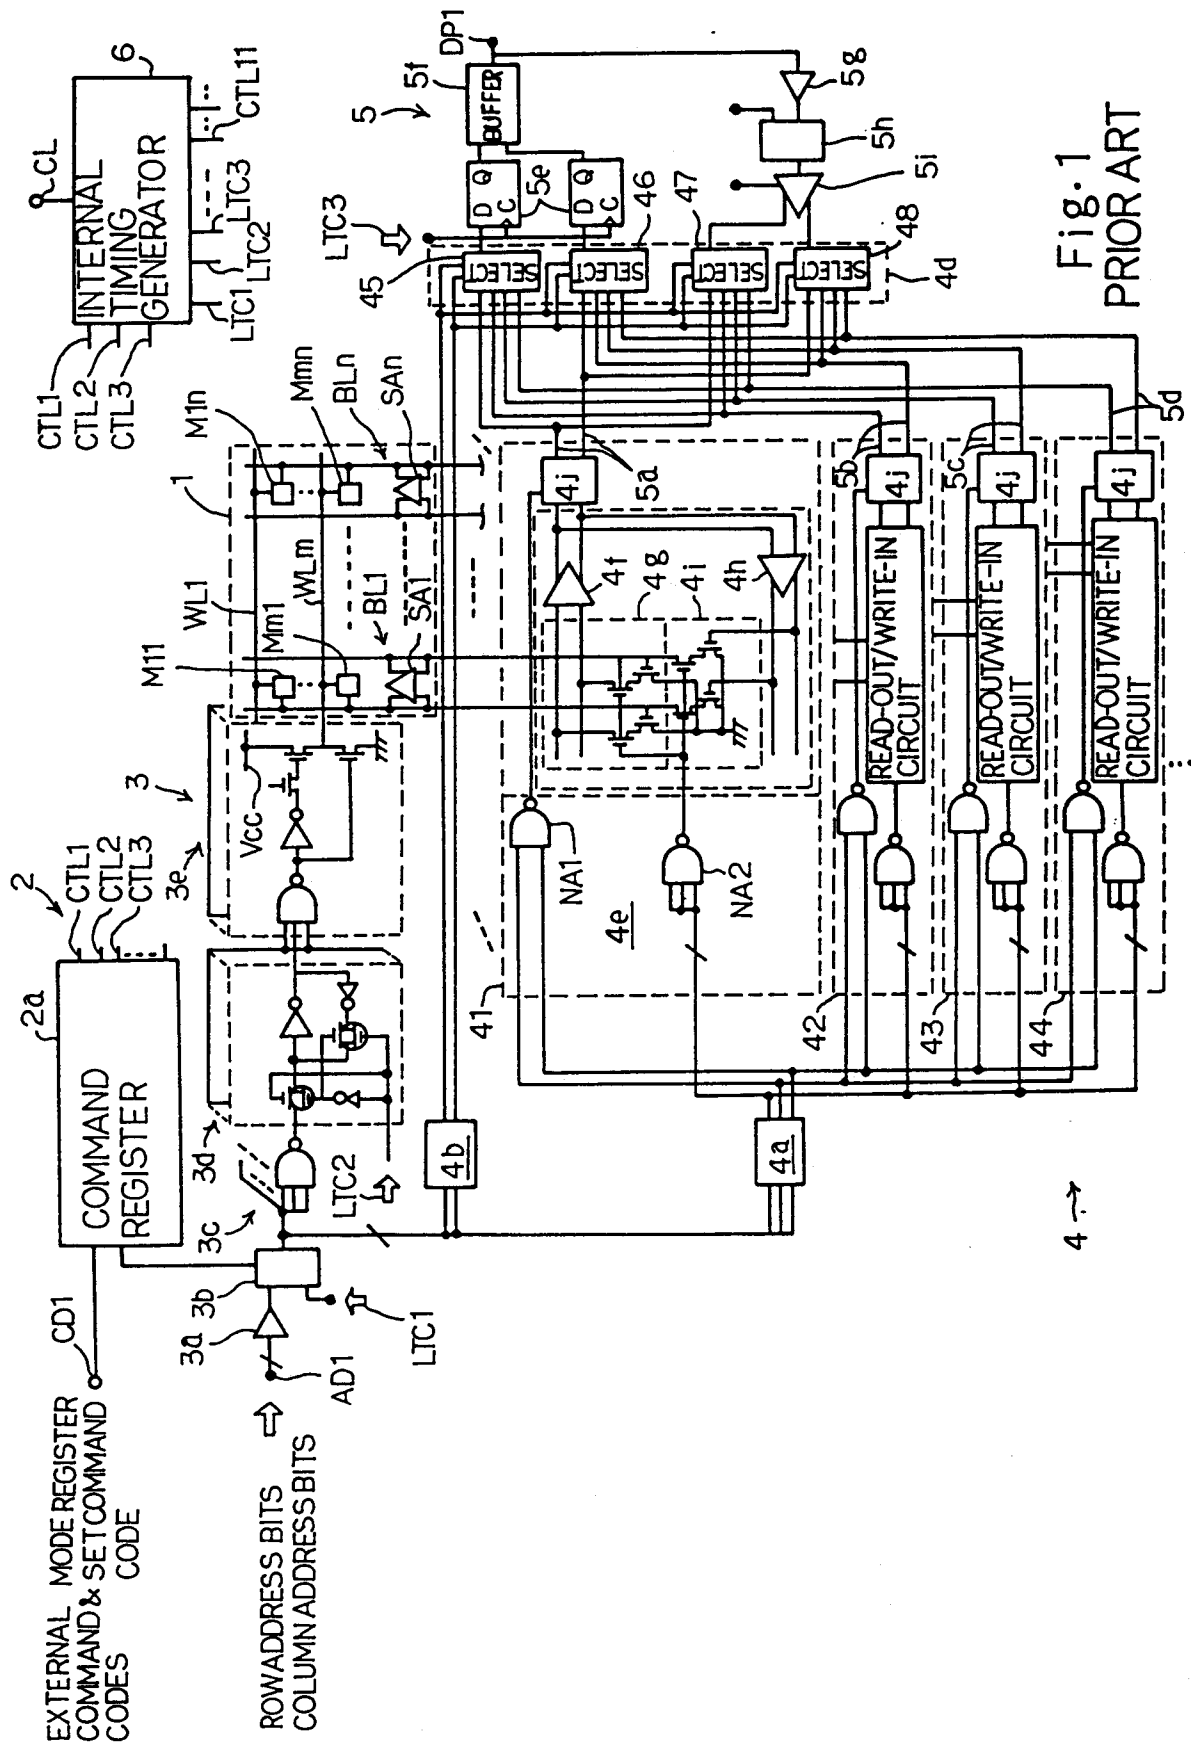 EXTERNAL MODE REGISTER
COMMAND & SET COMMAND
CODES CODE
CD1
ROW ADDRESS BITS
COLUMN ADDRESS BITS
AD1
2
2a
COMMAND
REGISTER
CTL1
CTL2
CTL3
3a
3b
LTC1
3c
3d
LTC2
3e
3
Vcc
M11
WL1
Mm1
WLm
BL1
SA1
1
M1n
Mmn
BLn
SAn
CTL1
CTL2
CTL3
INTERNAL
TIMING
GENERATOR
6
CL
LTC1
LTC2
LTC3
CTL11
4b
4a
4
41
4e
NA1
NA2
4f
4g
4i
4h
4j
5a
42
READ-OUT/WRITE-IN
CIRCUIT
4j
5b
43
READ-OUT/WRITE-IN
CIRCUIT
4j
5c
44
READ-OUT/WRITE-IN
CIRCUIT
4j
5d
LTC3
45
SELECT
46
SELECT
47
SELECT
48
SELECT
4d
D Q
C
5e
D Q
C
5
5f
BUFFER
DP1
5g
5h
5i
Fig. 1
PRIOR ART